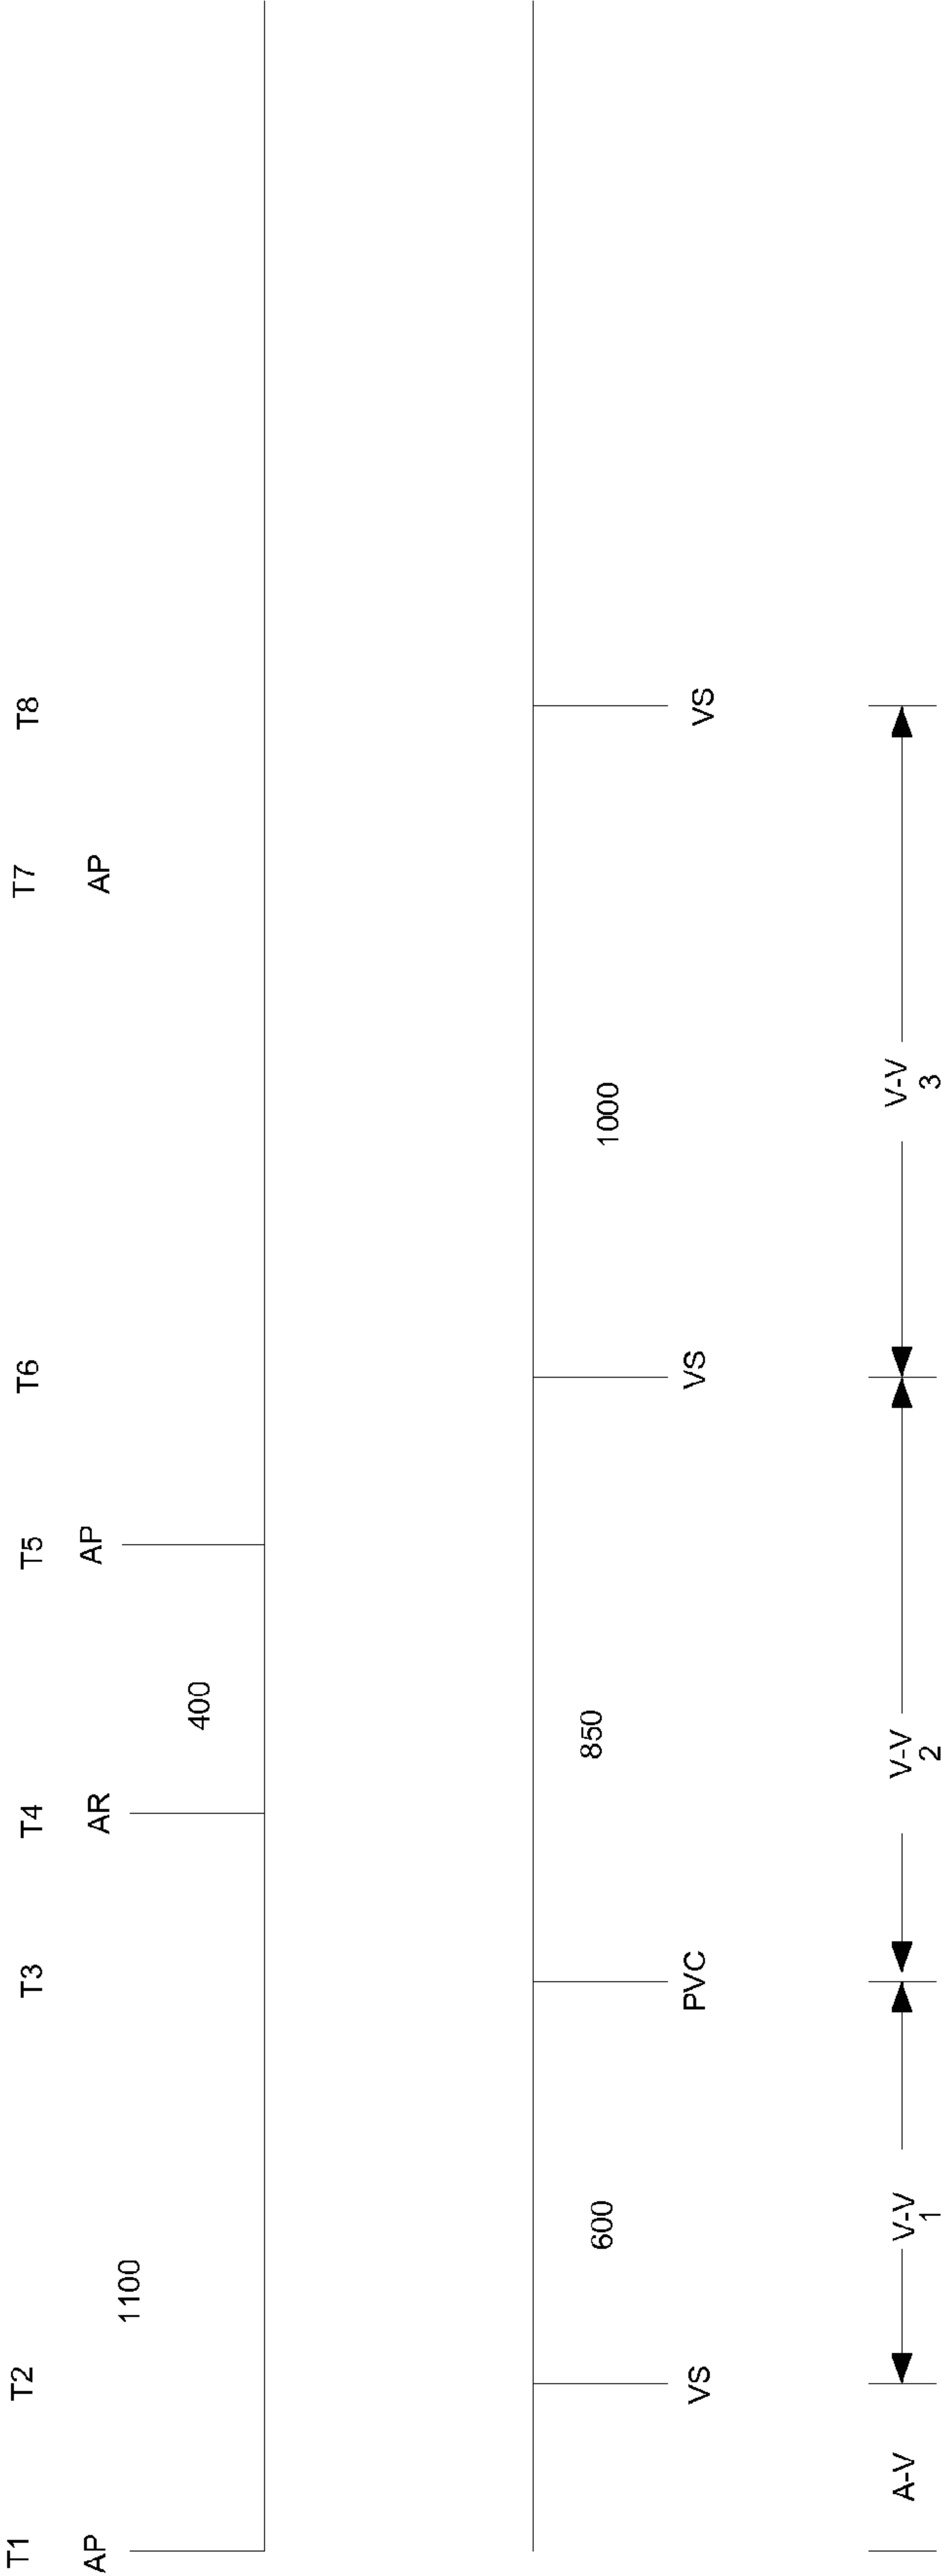 T1 T2 T3 T4 T5 T6 T7 T8
AP AR AP AP
1100 400
600 850 1000
VS PVC VS VS
A-V V-V V-V V-V
1 2 3